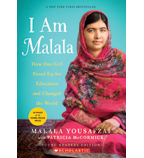 I Am
Malala
How One Girl
Stood Up for
Education
and Changed
the World
MALALA YOUSAFZAI
WITH PATRICIA McCORMICK
YOUNG READERS EDITION
SCHOLASTIC